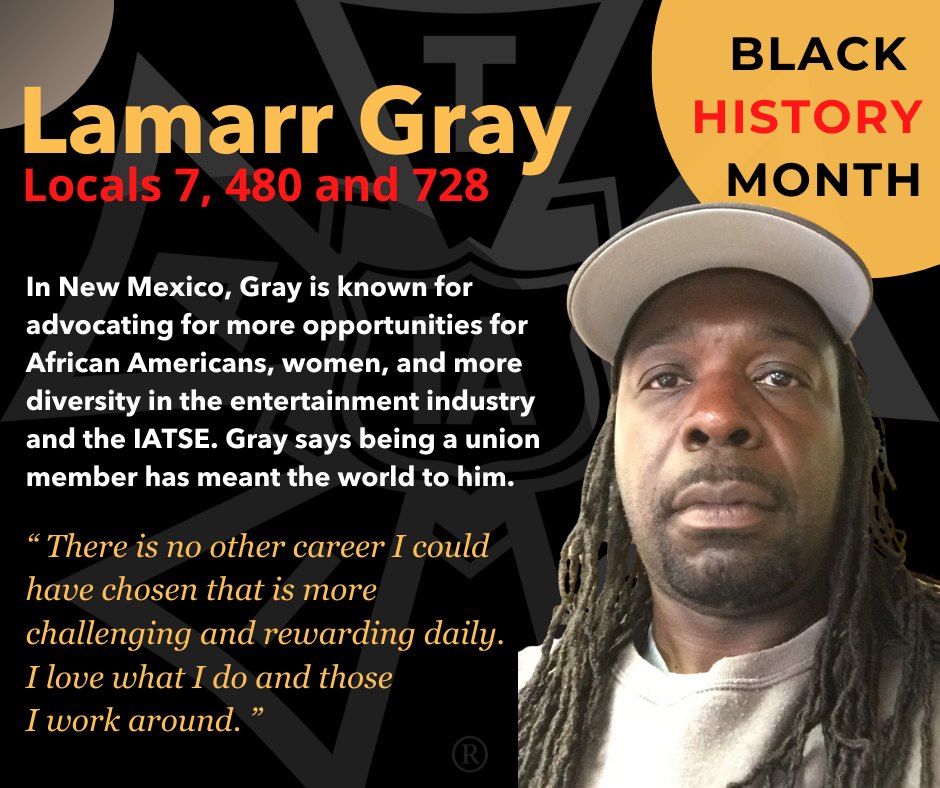 BLACK
HISTORY
MONTH
Lamarr Gray
Locals 7, 480 and 728
In New Mexico, Gray is known for
advocating for more opportunities for
African Americans, women, and more
diversity in the entertainment industry
and the IATSE. Gray says being a union
member has meant the world to him.
“ There is no other career I could
have chosen that is more
challenging and rewarding daily.
I love what I do and those
I work around. ”
T
IA
S
E
M
®